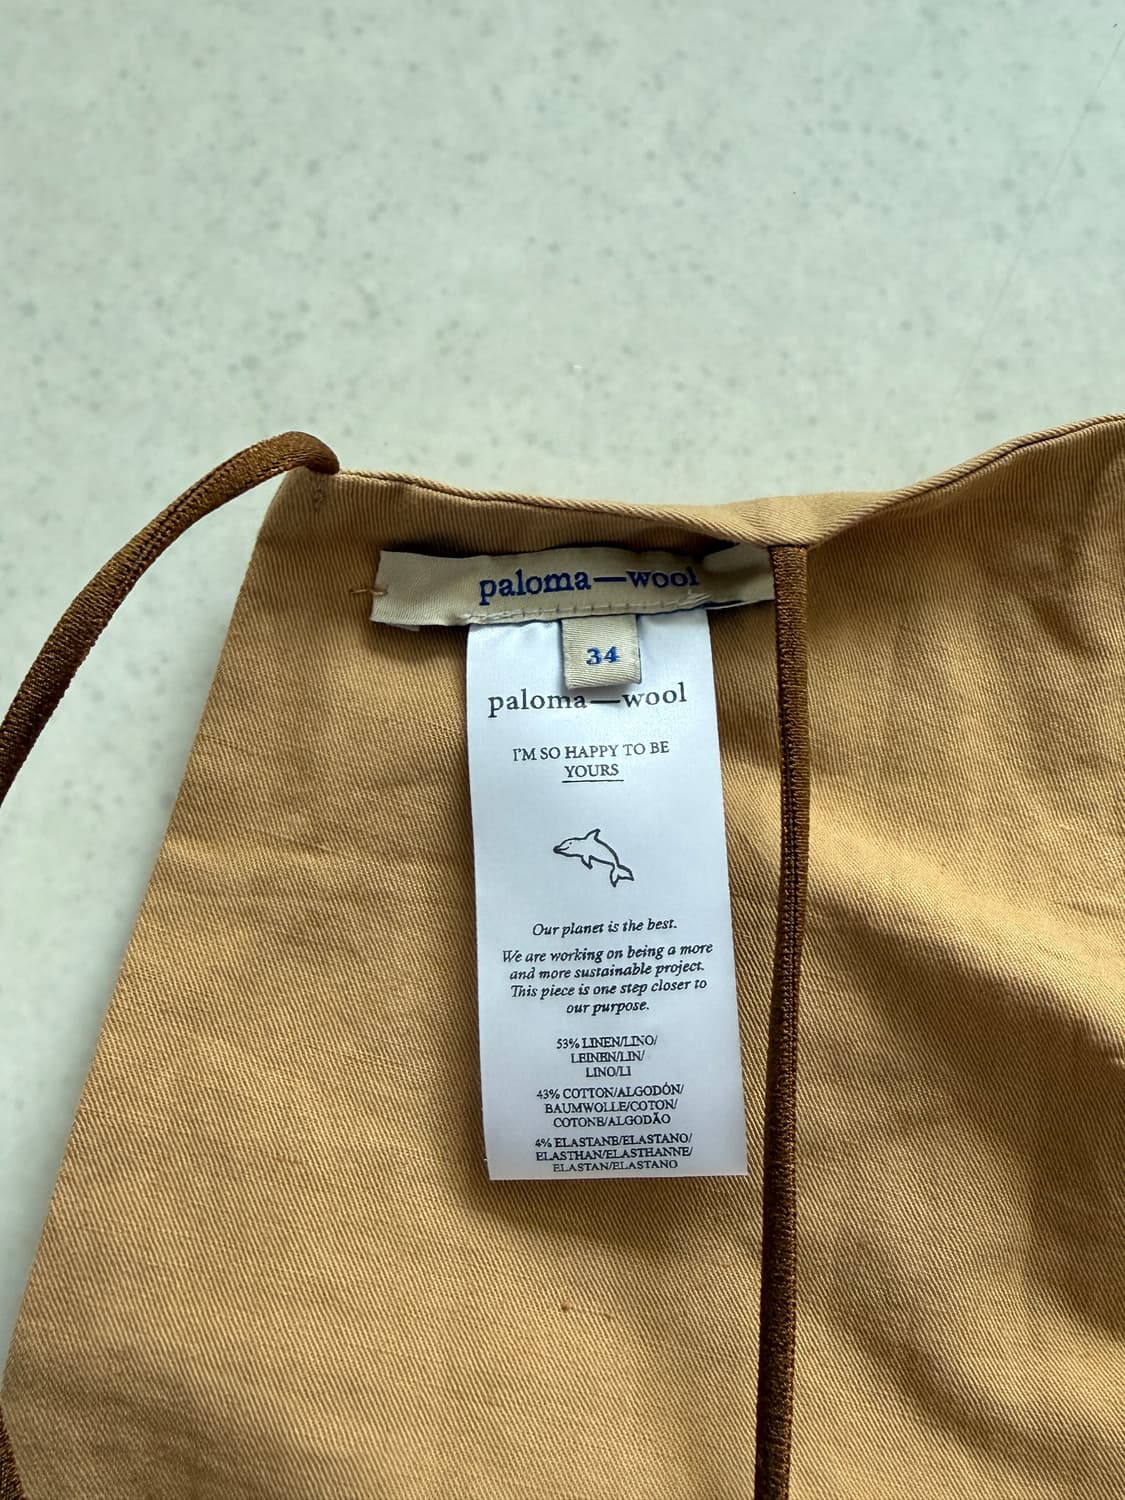 paloma—wool
34
paloma—wool
I'M SO HAPPY TO BE
YOURS
Our planet is the best.
We are working on being a more
and more sustainable project.
This piece is one step closer to
our purpose.
53% LINEN/LINO/
LEINEN/LIN/
LINO/LI
43% COTTON/ALGODÓN/
BAUMWOLLE/COTON/
COTONE/ALGODÃO
4% ELASTANE/ELASTANO/
ELASTHAN/ELASTHANNE/
ELASTAN/ELASTANO